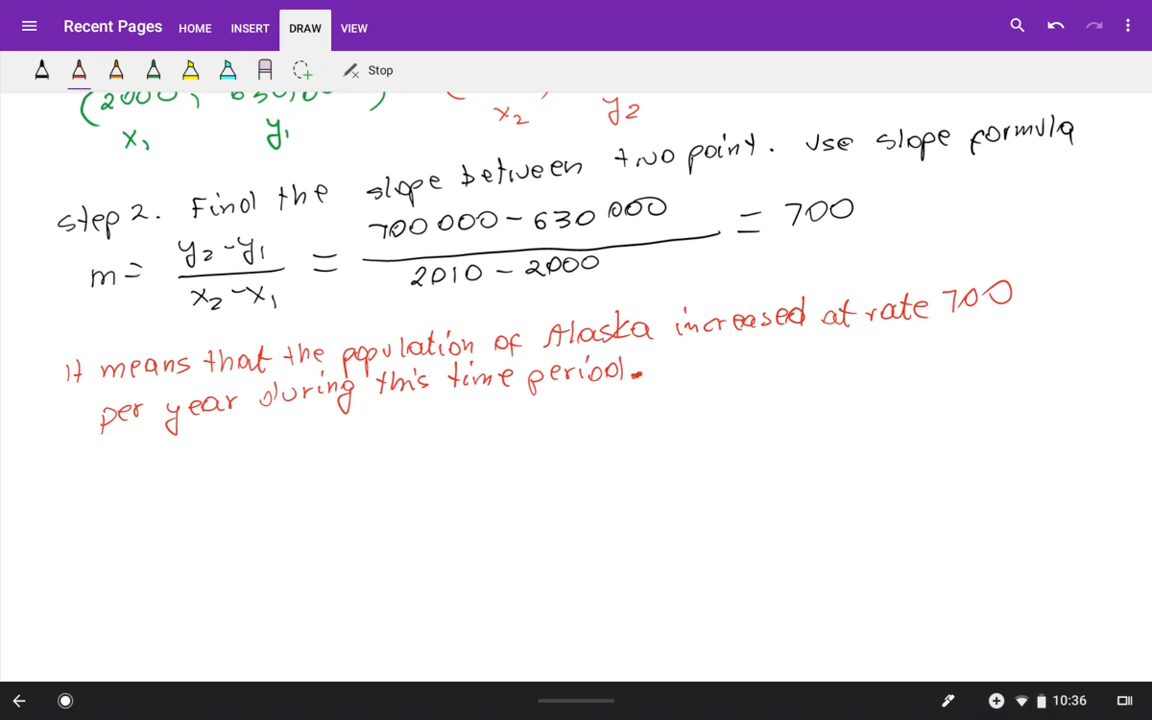 Recent Pages HOME INSERT DRAW VIEW
Stop
(2000,
x1 y1 x2 y2
step 2. Find the slope between two point. Use slope formula
m = y2-y1 / x2-x1 = 700 000 - 630 000 / 2010 - 2000 = 700
It means that the population of Alaska increased at rate 700
per year during this time period.
10:36